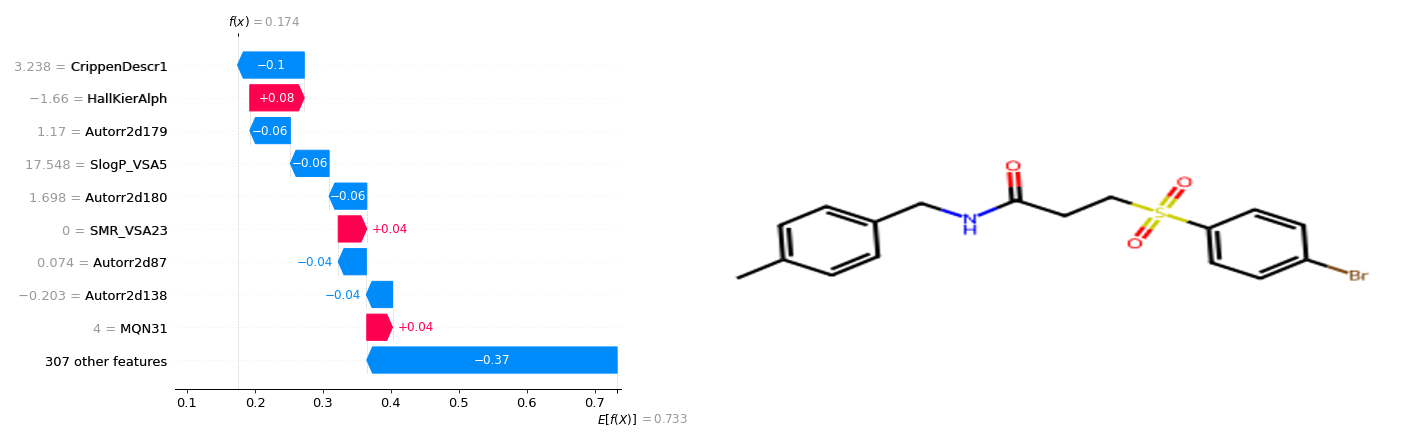 f(x) = 0.174
3.238 = CrippenDescr1
−0.1
−1.66 = HallKierAlph
+0.08
1.17 = Autorr2d179
−0.06
17.548 = SlogP_VSA5
−0.06
1.698 = Autorr2d180
−0.06
0 = SMR_VSA23
+0.04
0.074 = Autorr2d87
−0.04
−0.203 = Autorr2d138
−0.04
4 = MQN31
+0.04
307 other features
−0.37
0.1 0.2 0.3 0.4 0.5 0.6 0.7
E[f(X)] = 0.733
O
N
H
O
S
O
Br